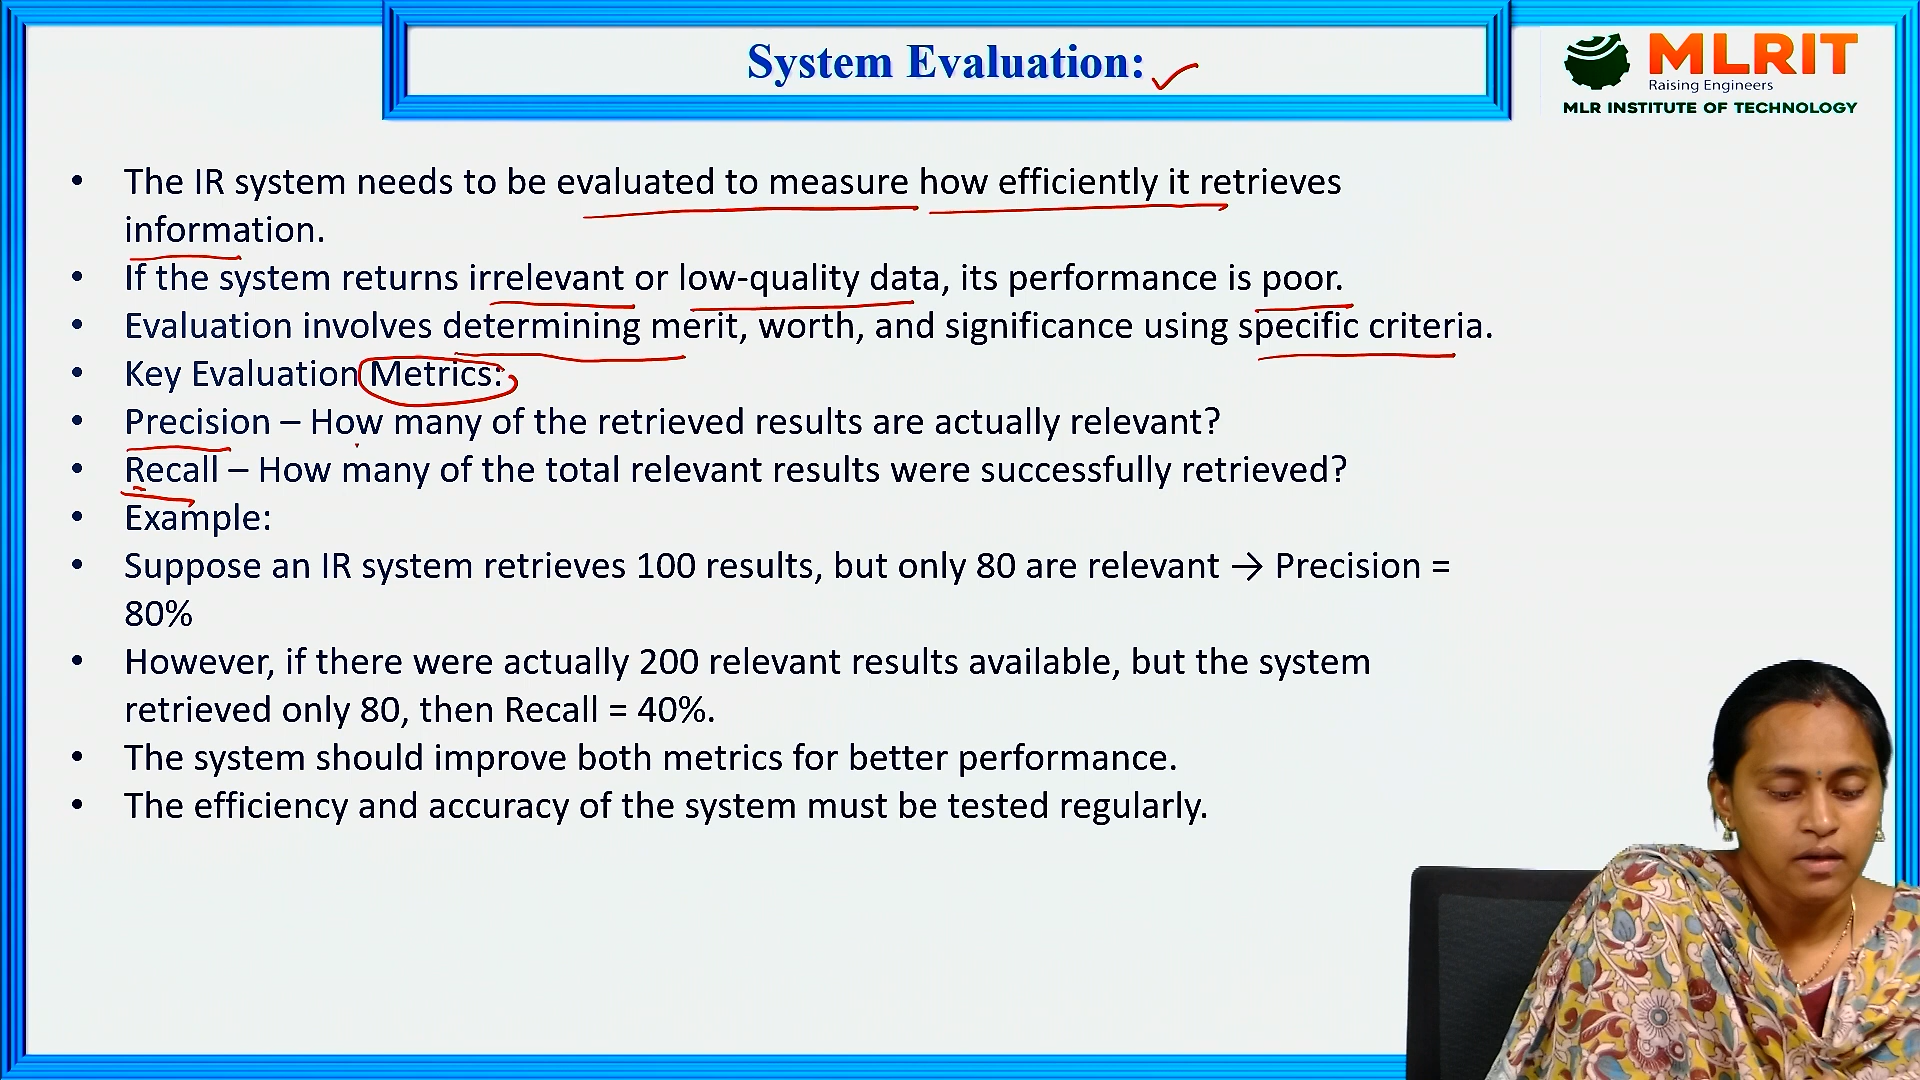 System Evaluation:
MLRIT
Raising Engineers
MLR INSTITUTE OF TECHNOLOGY
• The IR system needs to be evaluated to measure how efficiently it retrieves
information.
• If the system returns irrelevant or low-quality data, its performance is poor.
• Evaluation involves determining merit, worth, and significance using specific criteria.
• Key Evaluation Metrics:
• Precision – How many of the retrieved results are actually relevant?
• Recall – How many of the total relevant results were successfully retrieved?
• Example:
• Suppose an IR system retrieves 100 results, but only 80 are relevant → Precision =
80%
• However, if there were actually 200 relevant results available, but the system
retrieved only 80, then Recall = 40%.
• The system should improve both metrics for better performance.
• The efficiency and accuracy of the system must be tested regularly.